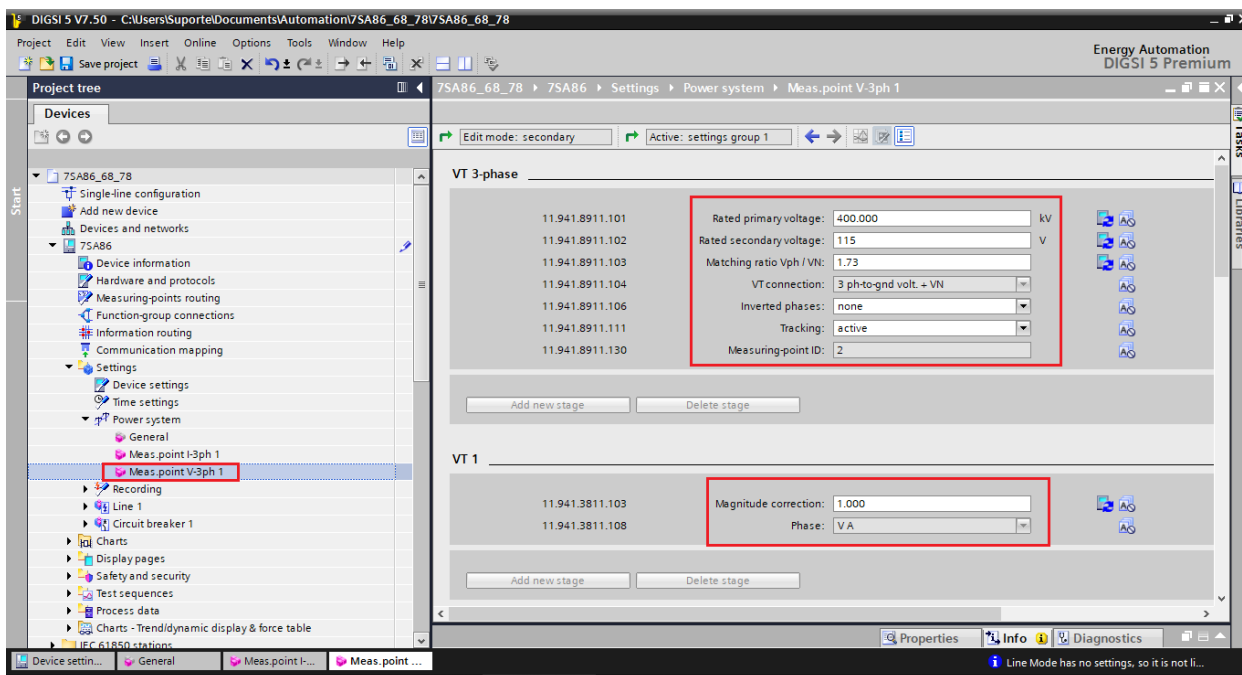 DIGSI 5 V7.50 - C:\Users\Suporte\Documents\Automation\7SA86_68_78\7SA86_68_78
Project Edit View Insert Online Options Tools Window Help
Energy Automation
DIGSI 5 Premium
Save project
Project tree
7SA86_68_78 ▸ 7SA86 ▸ Settings ▸ Power system ▸ Meas.point V-3ph 1
Devices
Start
Edit mode: secondary
Active: settings group 1
Tasks
Libraries
7SA86_68_78
Single-line configuration
Add new device
Devices and networks
7SA86
Device information
Hardware and protocols
Measuring-points routing
Function-group connections
Information routing
Communication mapping
Settings
Device settings
Time settings
Power system
General
Meas.point I-3ph 1
Meas.point V-3ph 1
Recording
Line 1
Circuit breaker 1
Charts
Display pages
Safety and security
Test sequences
Process data
Charts - Trend/dynamic display & force table
IEC 61850 stations
VT 3-phase
11.941.8911.101 Rated primary voltage: 400.000 kV
11.941.8911.102 Rated secondary voltage: 115 V
11.941.8911.103 Matching ratio Vph / VN: 1.73
11.941.8911.104 VT connection: 3 ph-to-gnd volt. + VN
11.941.8911.106 Inverted phases: none
11.941.8911.111 Tracking: active
11.941.8911.130 Measuring-point ID: 2
Add new stage Delete stage
VT 1
11.941.3811.103 Magnitude correction: 1.000
11.941.3811.108 Phase: V A
Add new stage Delete stage
Properties Info Diagnostics
Device settin... General Meas.point I-... Meas.point ...
Line Mode has no settings, so it is not li...